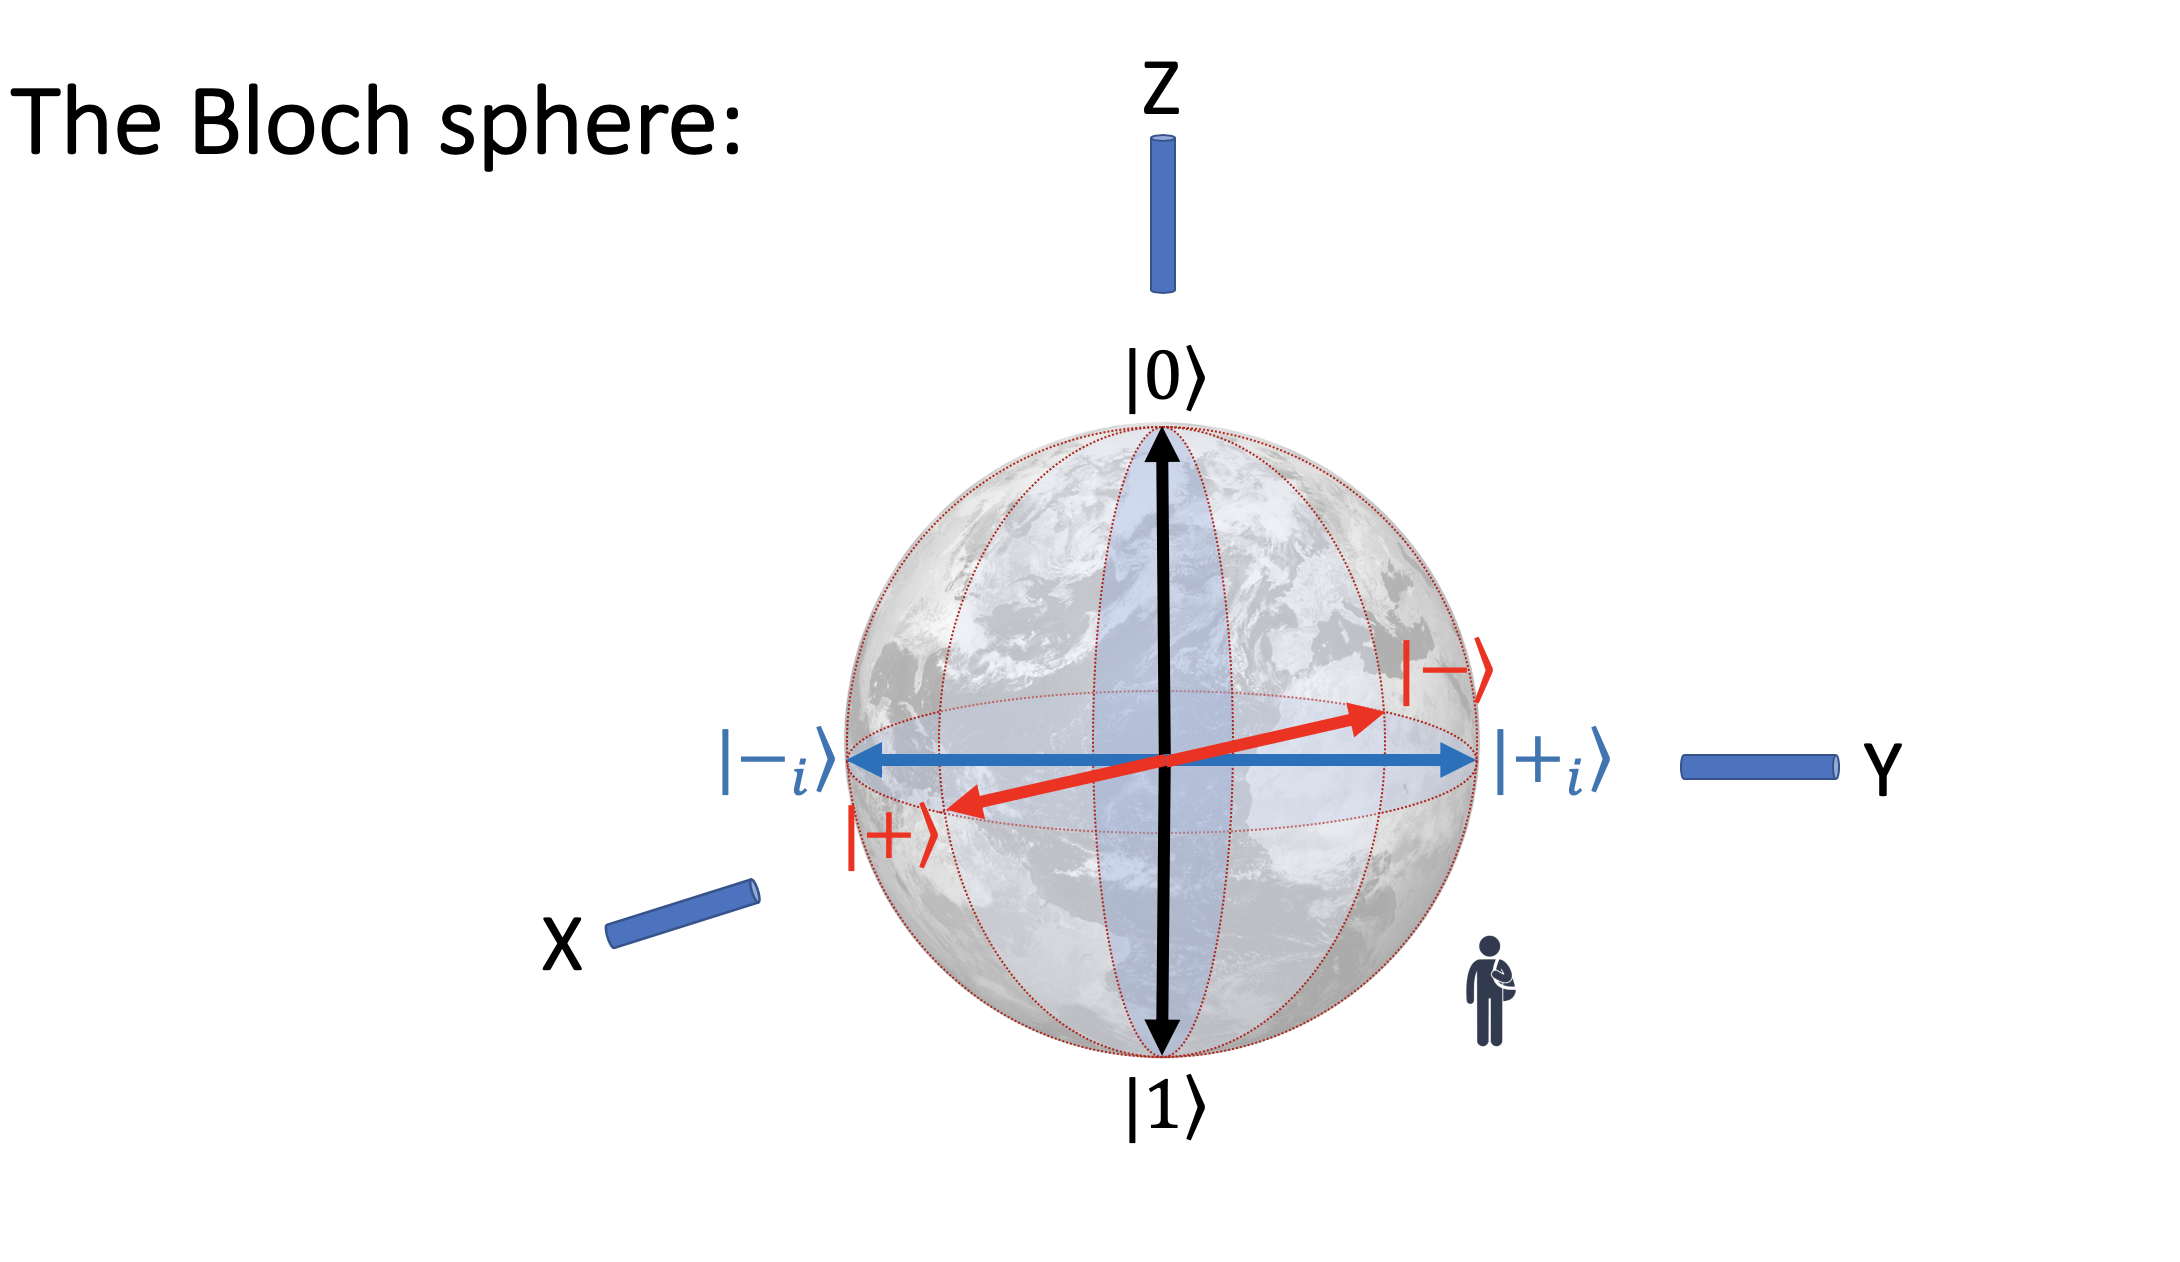 The Bloch sphere:
Z
|0⟩
|−⟩
|−ᵢ⟩
|+ᵢ⟩
Y
|+⟩
X
|1⟩